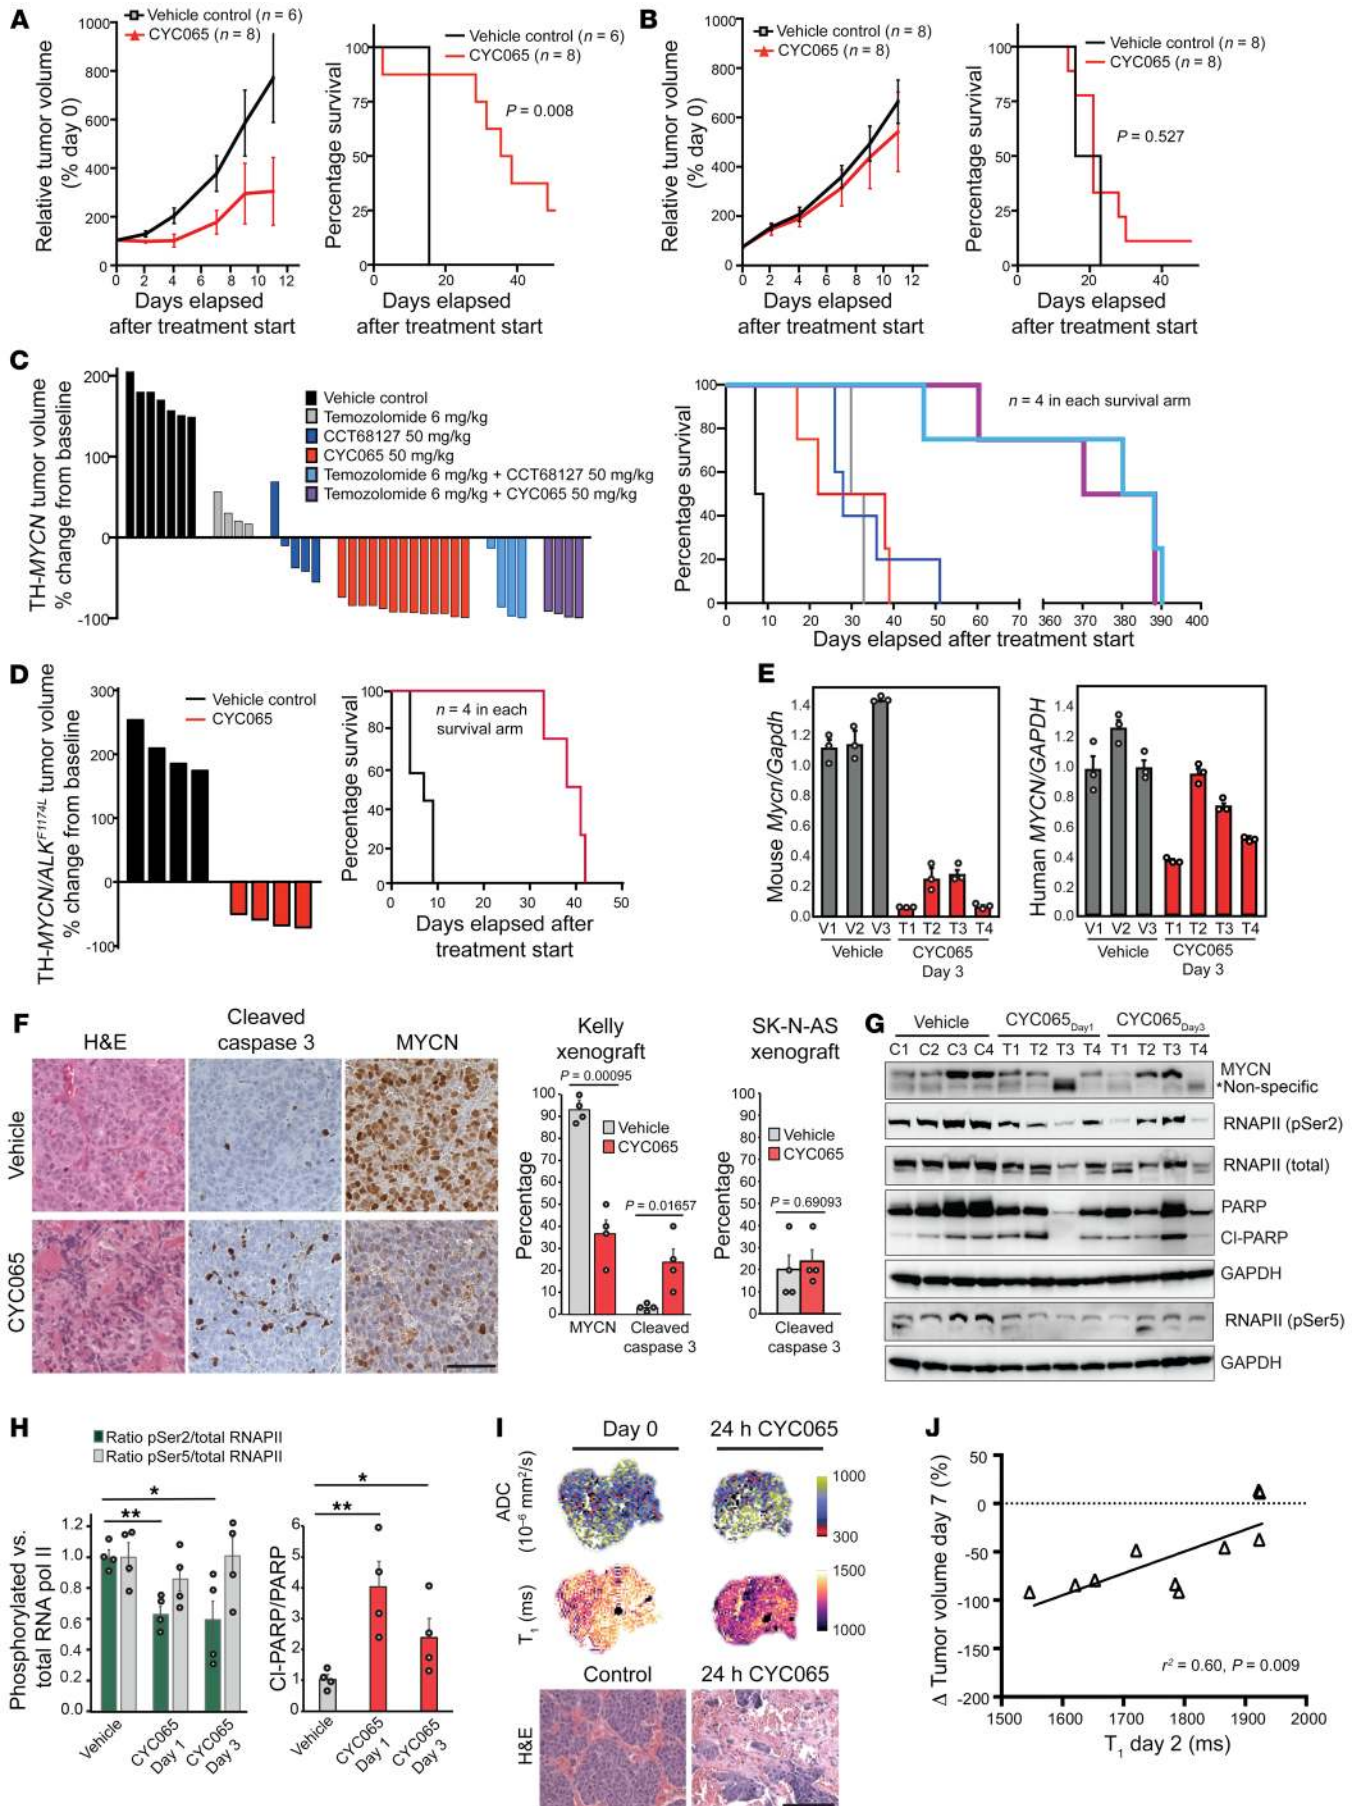 A
Vehicle control (n = 6)
CYC065 (n = 8)
Relative tumor volume
(% day 0)
1000
800
600
400
200
0
0 2 4 6 8 10 12
Days elapsed
after treatment start
Vehicle control (n = 6)
CYC065 (n = 8)
P = 0.008
Percentage survival
100
75
50
25
0
0 20 40
Days elapsed
after treatment start
B
Vehicle control (n = 8)
CYC065 (n = 8)
Relative tumor volume
(% day 0)
1000
800
600
400
200
0
0 2 4 6 8 10 12
Days elapsed
after treatment start
Vehicle control (n = 8)
CYC065 (n = 8)
P = 0.527
Percentage survival
100
75
50
25
0
0 20 40
Days elapsed
after treatment start
C
TH-MYCN tumor volume
% change from baseline
200
100
0
-100
Vehicle control
Temozolomide 6 mg/kg
CCT68127 50 mg/kg
CYC065 50 mg/kg
Temozolomide 6 mg/kg + CCT68127 50 mg/kg
Temozolomide 6 mg/kg + CYC065 50 mg/kg
Percentage survival
100
80
60
40
20
0
n = 4 in each survival arm
0 10 20 30 40 50 60 70 360 370 380 390 400
Days elapsed after treatment start
D
TH-MYCN/ALKF1174L tumor volume
% change from baseline
300
200
100
0
-100
Vehicle control
CYC065
Percentage survival
100
80
60
40
20
0
n = 4 in each
survival arm
0 10 20 30 40 50
Days elapsed after
treatment start
E
Mouse Mycn/Gapdh
1.4
1.2
1.0
0.8
0.6
0.4
0.2
0.0
V1 V2 V3 T1 T2 T3 T4
Vehicle CYC065
Day 3
Human MYCN/GAPDH
1.4
1.2
1.0
0.8
0.6
0.4
0.2
0.0
V1 V2 V3 T1 T2 T3 T4
Vehicle CYC065
Day 3
F
H&E
Cleaved
caspase 3
MYCN
Vehicle
CYC065
Kelly
xenograft
P = 0.00095
Vehicle
CYC065
P = 0.01657
Percentage
100
90
80
70
60
50
40
30
20
10
0
MYCN Cleaved
caspase 3
SK-N-AS
xenograft
Vehicle
CYC065
P = 0.69093
Percentage
100
90
80
70
60
50
40
30
20
10
0
Cleaved
caspase 3
G
Vehicle CYC065Day1 CYC065Day3
C1 C2 C3 C4 T1 T2 T3 T4 T1 T2 T3 T4
MYCN
*Non-specific
RNAPII (pSer2)
RNAPII (total)
PARP
Cl-PARP
GAPDH
RNAPII (pSer5)
GAPDH
H
Ratio pSer2/total RNAPII
Ratio pSer5/total RNAPII
Phosphorylated vs.
total RNA pol II
1.2
1.0
0.8
0.6
0.4
0.2
0.0
*
**
Vehicle
CYC065
Day 1
CYC065
Day 3
Cl-PARP/PARP
6
5
4
3
2
1
0
*
**
Vehicle
CYC065
Day 1
CYC065
Day 3
I
Day 0 24 h CYC065
ADC
(10-6 mm2/s)
1000
300
T1 (ms)
1500
1000
Control 24 h CYC065
H&E
J
Δ Tumor volume day 7 (%)
50
0
-50
-100
-150
-200
r2 = 0.60, P = 0.009
1500 1600 1700 1800 1900 2000
T1 day 2 (ms)